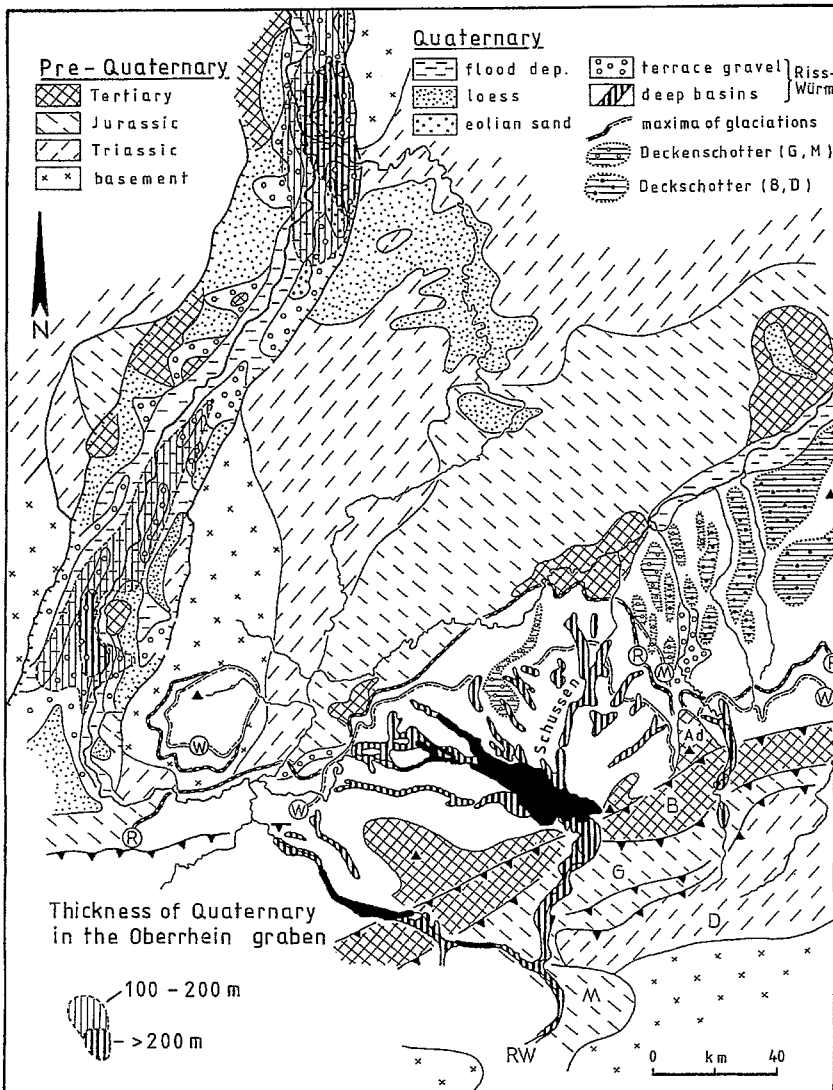 Pre-Quaternary
Tertiary
Jurassic
Triassic
basement
Quaternary
flood dep.
loess
eolian sand
terrace gravel
deep basins
Riss-
Würm
maxima of glaciations
Deckenschotter (G, M)
Deckschotter (B, D)
N
R
W
R
W
Schussen
Ad
W
B
W
R
G
D
M
RW
Thickness of Quaternary
in the Oberrhein graben
100 - 200 m
>200 m
0 km 40